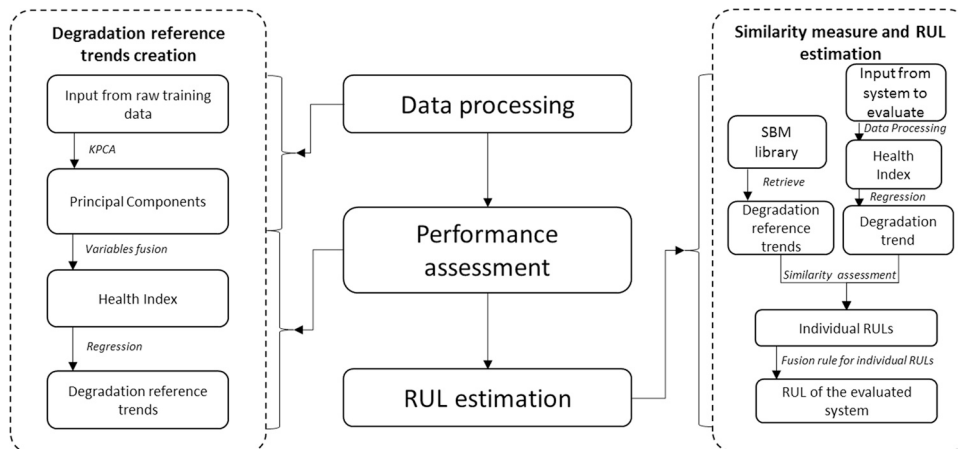 Degradation reference
trends creation
Input from raw training
data
KPCA
Principal Components
Variables fusion
Health Index
Regression
Degradation reference
trends
Data processing
Performance
assessment
RUL estimation
Similarity measure and RUL
estimation
Input from
system to
evaluate
Data Processing
SBM
library
Health
Index
Retrieve
Regression
Degradation
reference
trends
Degradation
trend
Similarity assessment
Individual RULs
Fusion rule for individual RULs
RUL of the evaluated
system